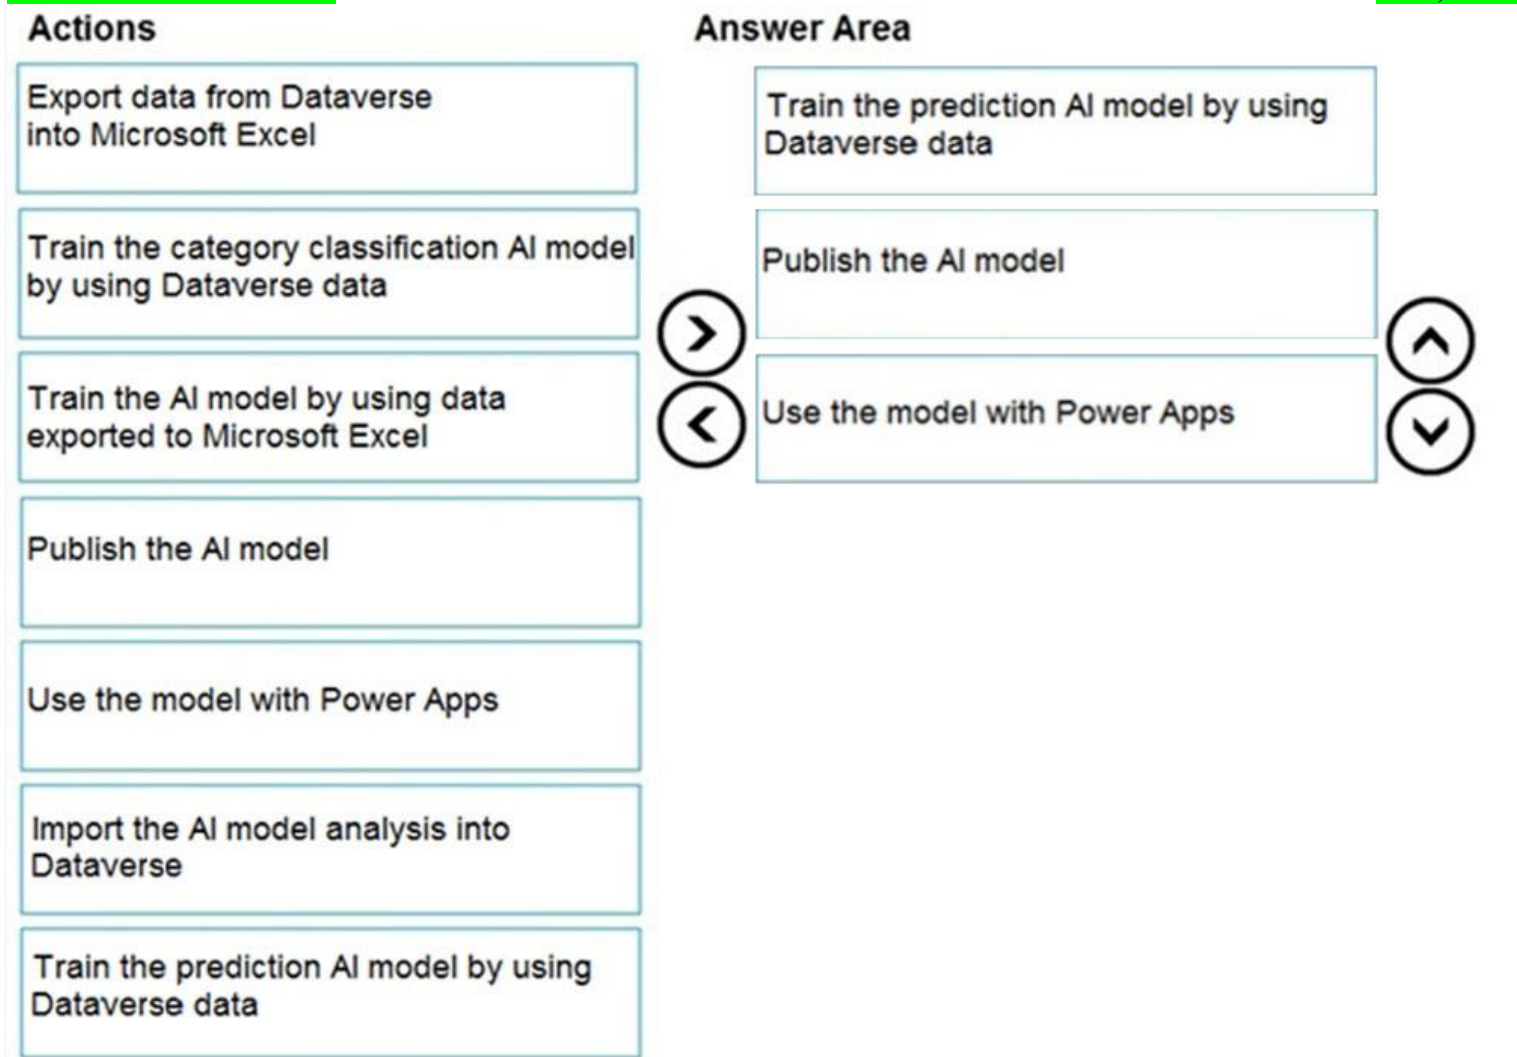 Actions
Export data from Dataverse
into Microsoft Excel
Train the category classification AI model
by using Dataverse data
Train the AI model by using data
exported to Microsoft Excel
Publish the AI model
Use the model with Power Apps
Import the AI model analysis into
Dataverse
Train the prediction AI model by using
Dataverse data
Answer Area
Train the prediction AI model by using
Dataverse data
Publish the AI model
Use the model with Power Apps